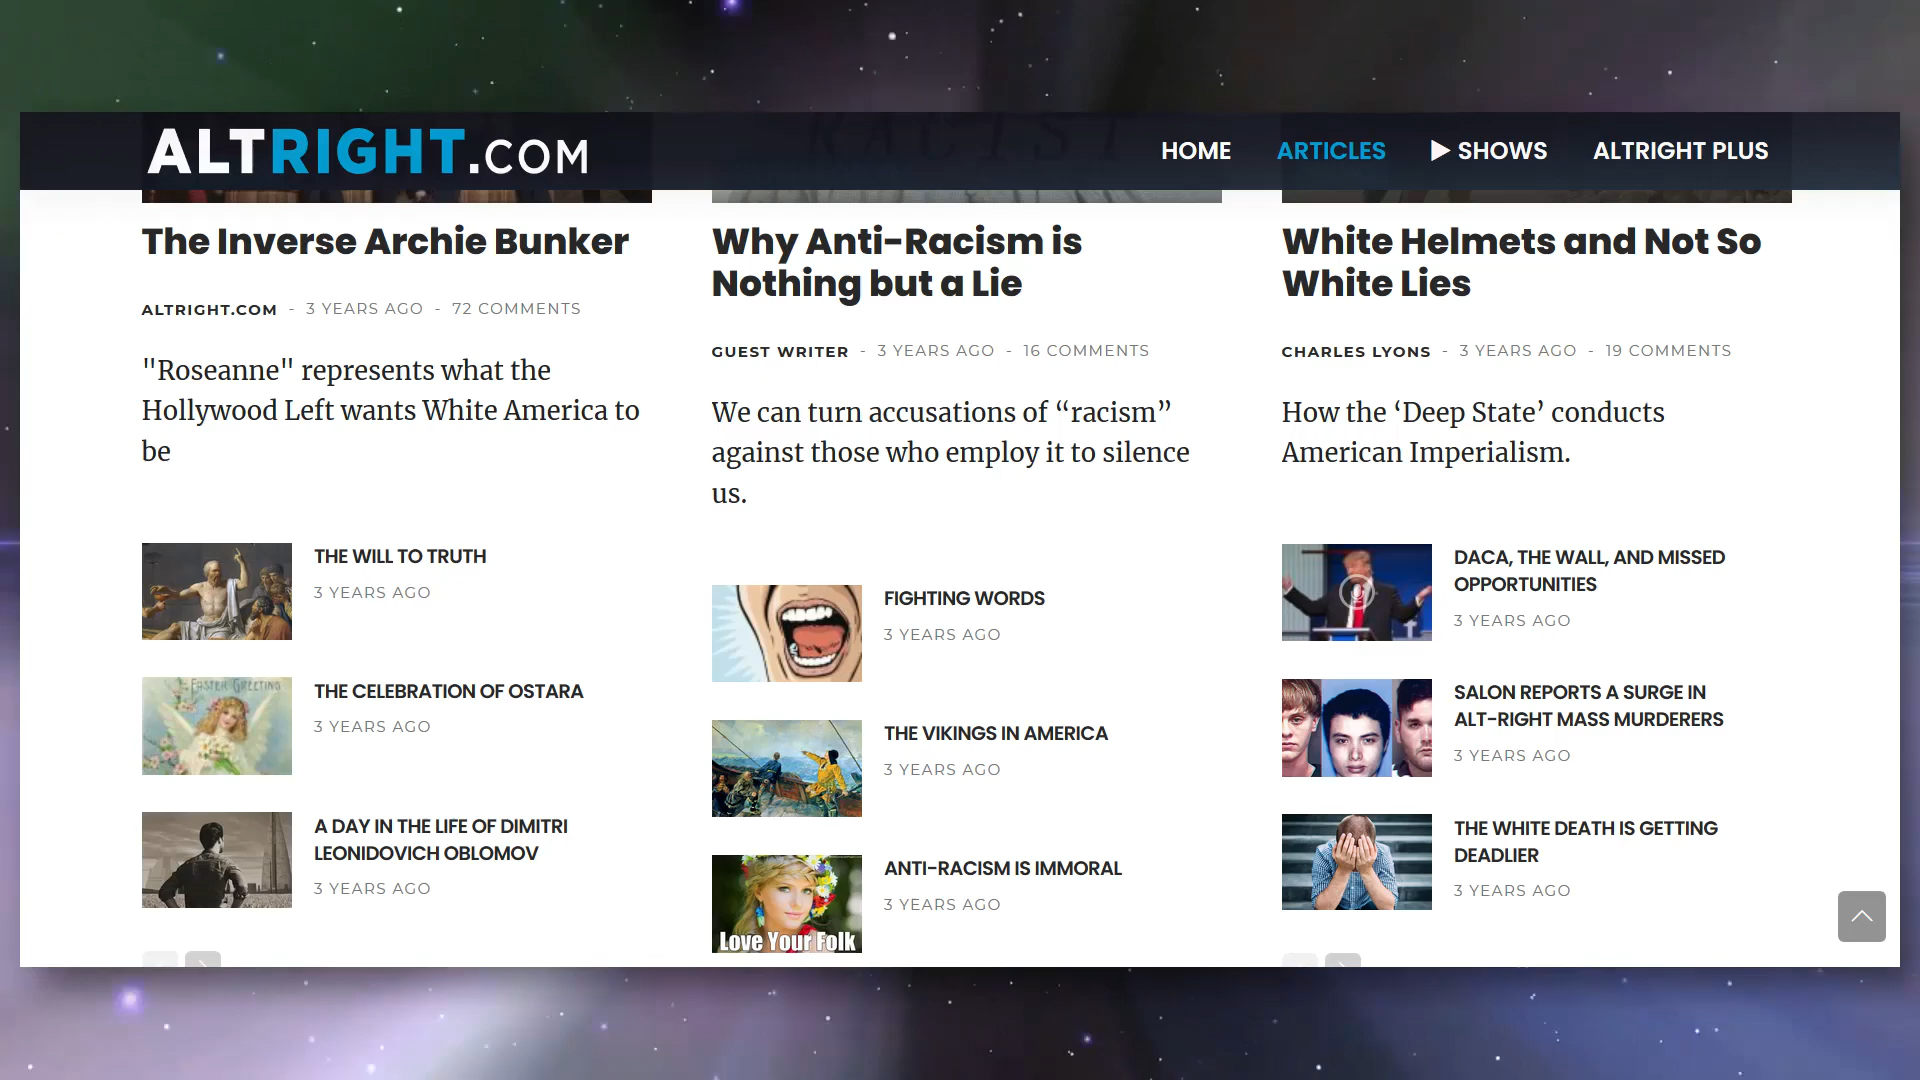 ALTRIGHT.COM
RACIST
HOME
ARTICLES
SHOWS
ALTRIGHT PLUS
The Inverse Archie Bunker
ALTRIGHT.COM - 3 YEARS AGO - 72 COMMENTS
"Roseanne" represents what the
Hollywood Left wants White America to
be
THE WILL TO TRUTH
3 YEARS AGO
EASTER GREETING
THE CELEBRATION OF OSTARA
3 YEARS AGO
A DAY IN THE LIFE OF DIMITRI
LEONIDOVICH OBLOMOV
3 YEARS AGO
Why Anti-Racism is
Nothing but a Lie
GUEST WRITER - 3 YEARS AGO - 16 COMMENTS
We can turn accusations of “racism”
against those who employ it to silence
us.
FIGHTING WORDS
3 YEARS AGO
THE VIKINGS IN AMERICA
3 YEARS AGO
ANTI-RACISM IS IMMORAL
3 YEARS AGO
Love Your Folk
White Helmets and Not So
White Lies
CHARLES LYONS - 3 YEARS AGO - 19 COMMENTS
How the ‘Deep State’ conducts
American Imperialism.
DACA, THE WALL, AND MISSED
OPPORTUNITIES
3 YEARS AGO
SALON REPORTS A SURGE IN
ALT-RIGHT MASS MURDERERS
3 YEARS AGO
THE WHITE DEATH IS GETTING
DEADLIER
3 YEARS AGO